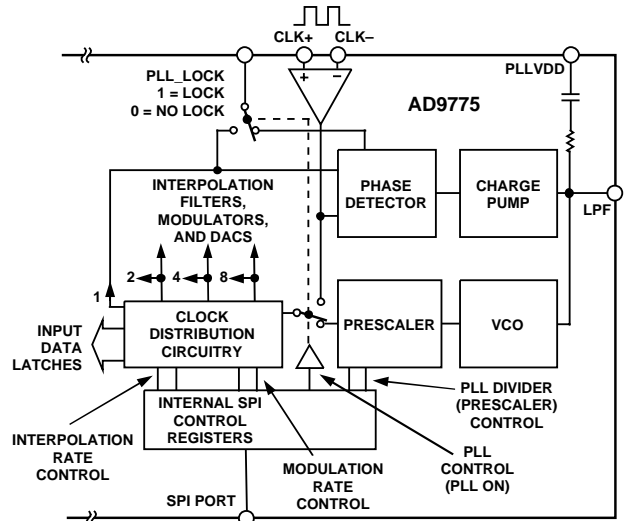 CLK+ CLK–
PLL_LOCK
1 = LOCK
0 = NO LOCK
+ –
PLLVDD
AD9775
INTERPOLATION
FILTERS,
MODULATORS,
AND DACS
PHASE
DETECTOR
CHARGE
PUMP
LPF
2 4 8
1
CLOCK
DISTRIBUTION
CIRCUITRY
PRESCALER
VCO
INPUT
DATA
LATCHES
INTERNAL SPI
CONTROL
REGISTERS
PLL DIVIDER
(PRESCALER)
CONTROL
INTERPOLATION
RATE
CONTROL
MODULATION
RATE
CONTROL
PLL
CONTROL
(PLL ON)
SPI PORT